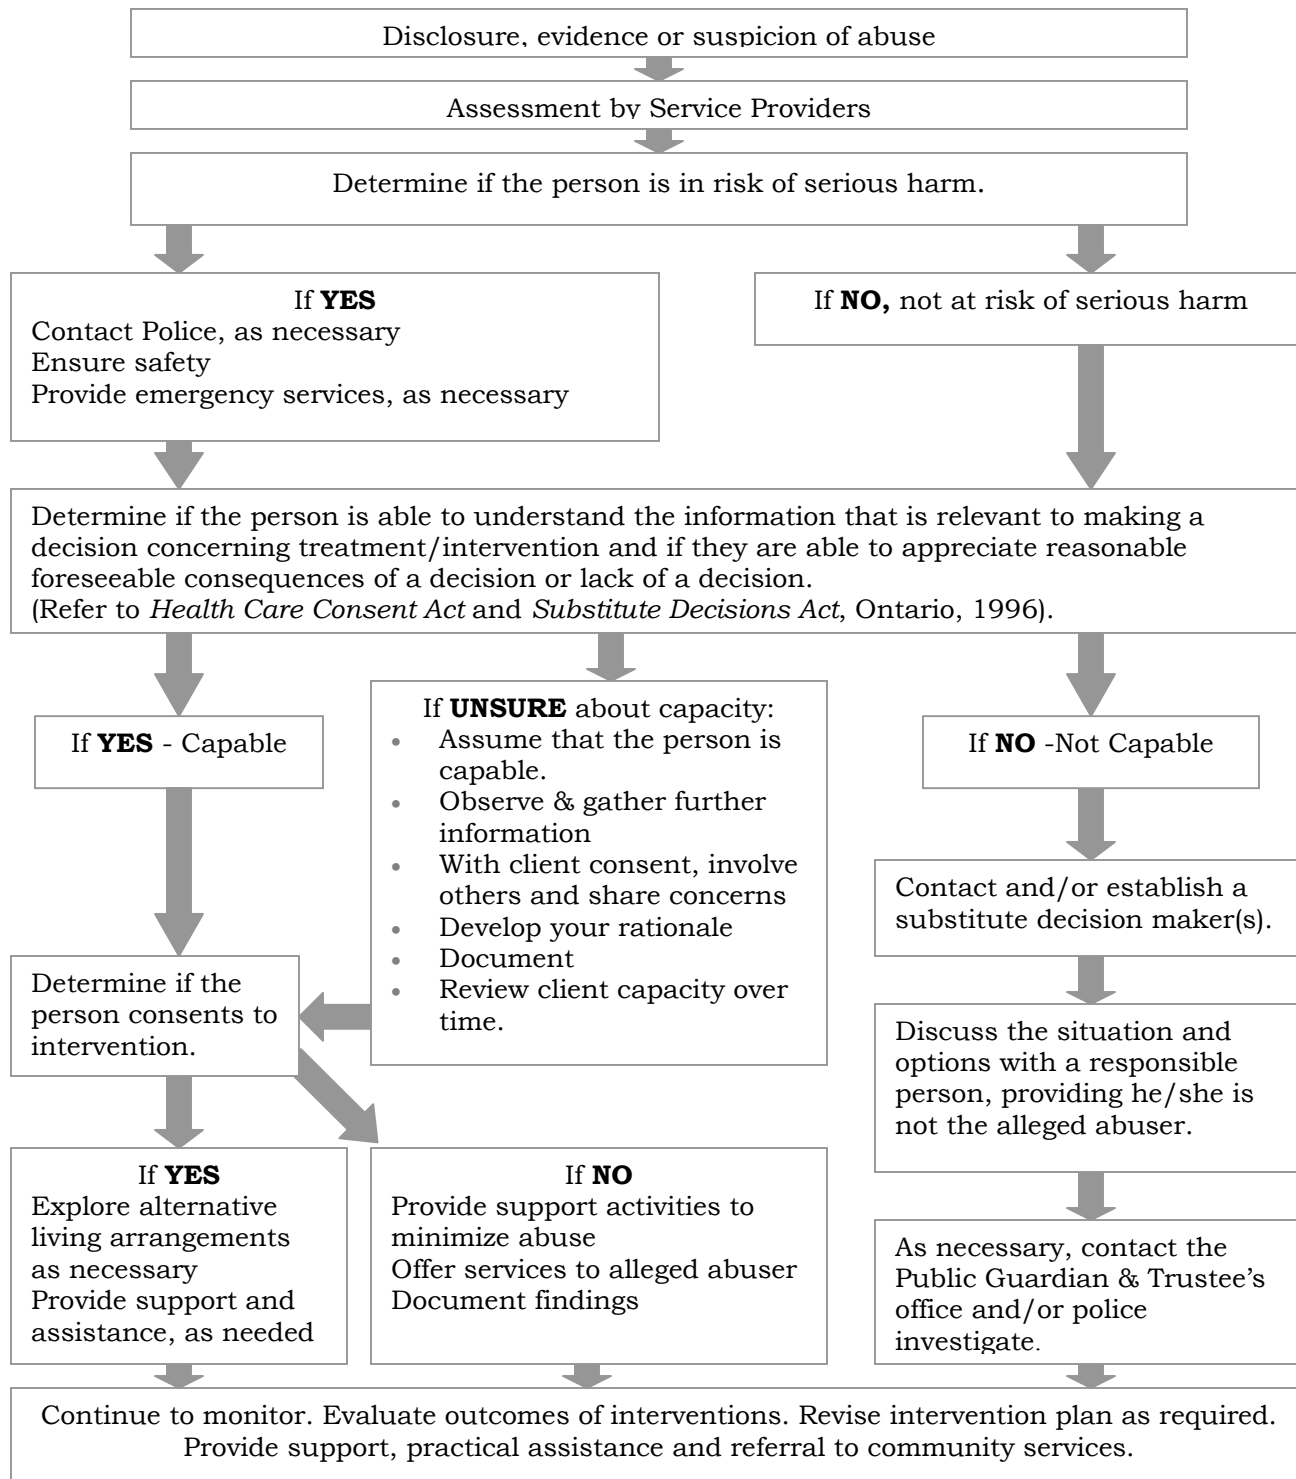 Disclosure, evidence or suspicion of abuse
Assessment by Service Providers
Determine if the person is in risk of serious harm.
If YES
Contact Police, as necessary
Ensure safety
Provide emergency services, as necessary
If NO, not at risk of serious harm
Determine if the person is able to understand the information that is relevant to making a
decision concerning treatment/intervention and if they are able to appreciate reasonable
foreseeable consequences of a decision or lack of a decision.
(Refer to Health Care Consent Act and Substitute Decisions Act, Ontario, 1996).
If YES - Capable
If UNSURE about capacity:
• Assume that the person is
capable.
• Observe & gather further
information
• With client consent, involve
others and share concerns
• Develop your rationale
• Document
• Review client capacity over
time.
If NO -Not Capable
Contact and/or establish a
substitute decision maker(s).
Determine if the
person consents to
intervention.
Discuss the situation and
options with a responsible
person, providing he/she is
not the alleged abuser.
If YES
Explore alternative
living arrangements
as necessary
Provide support and
assistance, as needed
If NO
Provide support activities to
minimize abuse
Offer services to alleged abuser
Document findings
As necessary, contact the
Public Guardian & Trustee’s
office and/or police
investigate.
Continue to monitor. Evaluate outcomes of interventions. Revise intervention plan as required.
Provide support, practical assistance and referral to community services.